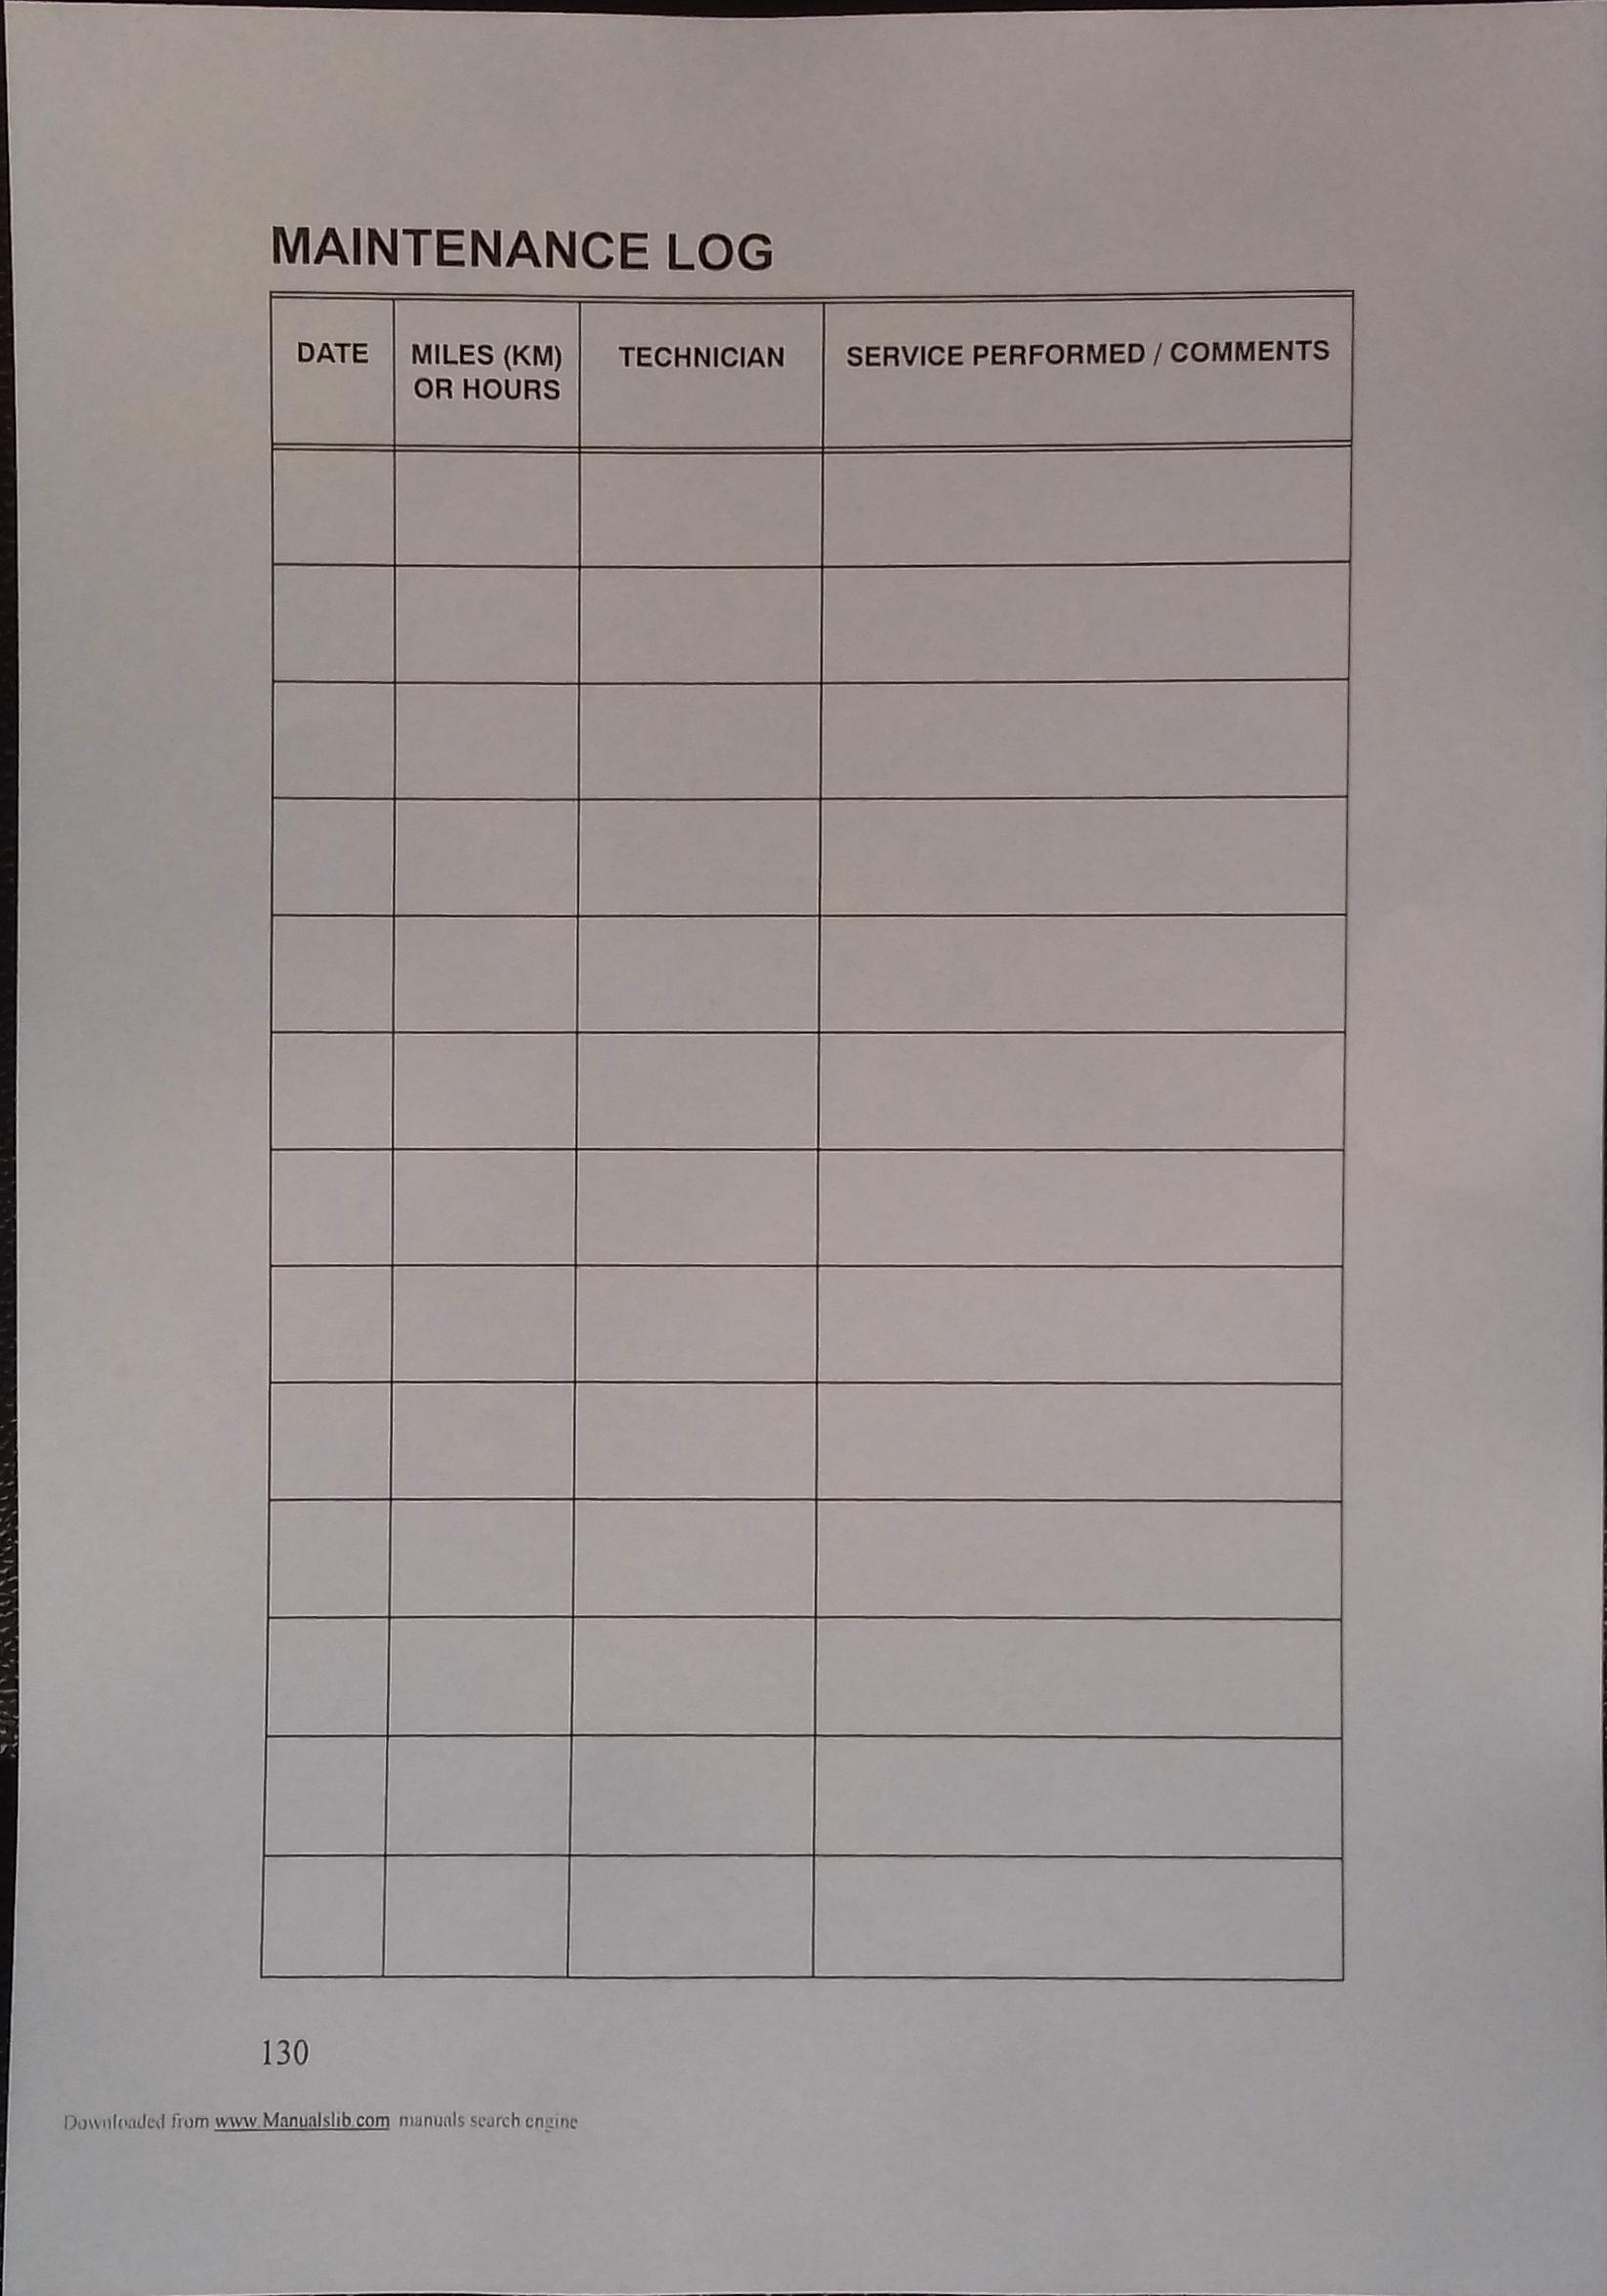 MAINTENANCE LOG
DATE
MILES (KM)
OR HOURS
TECHNICIAN
SERVICE PERFORMED / COMMENTS
130
Downloaded from www.Manualslib.com manuals search engine